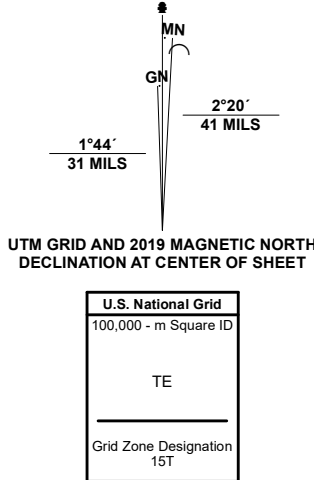 MN
GN
2°20´
41 MILS
1°44´
31 MILS
UTM GRID AND 2019 MAGNETIC NORTH
DECLINATION AT CENTER OF SHEET
U.S. National Grid
100,000 - m Square ID
TE
Grid Zone Designation
15T